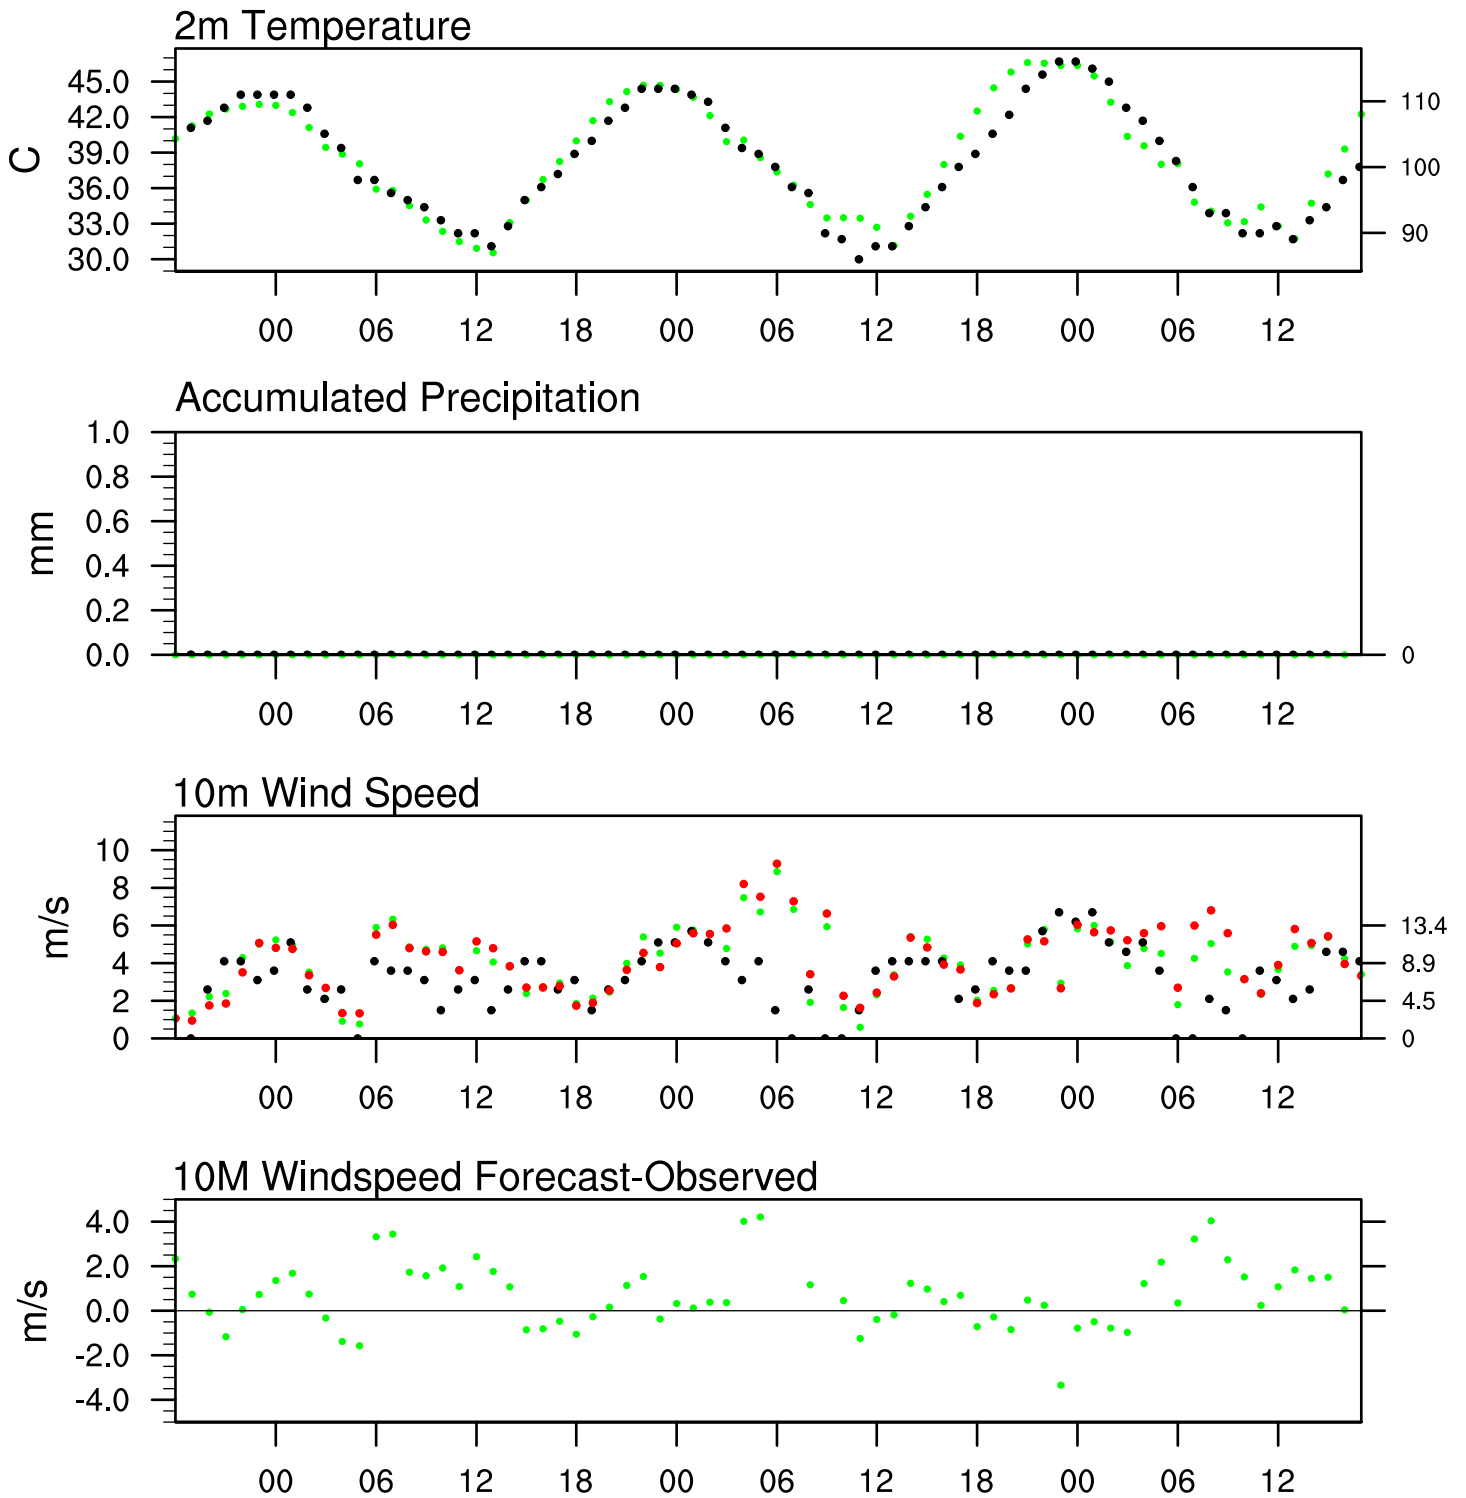 2m Temperature
45.0
42.0
39.0
36.0
33.0
30.0
C
110
100
90
00 06 12 18 00 06 12 18 00 06 12
Accumulated Precipitation
1.0
0.8
0.6
0.4
0.2
0.0
mm
0
00 06 12 18 00 06 12 18 00 06 12
10m Wind Speed
10
8
6
4
2
0
m/s
13.4
8.9
4.5
0
00 06 12 18 00 06 12 18 00 06 12
10M Windspeed Forecast-Observed
4.0
2.0
0.0
-2.0
-4.0
m/s
00 06 12 18 00 06 12 18 00 06 12